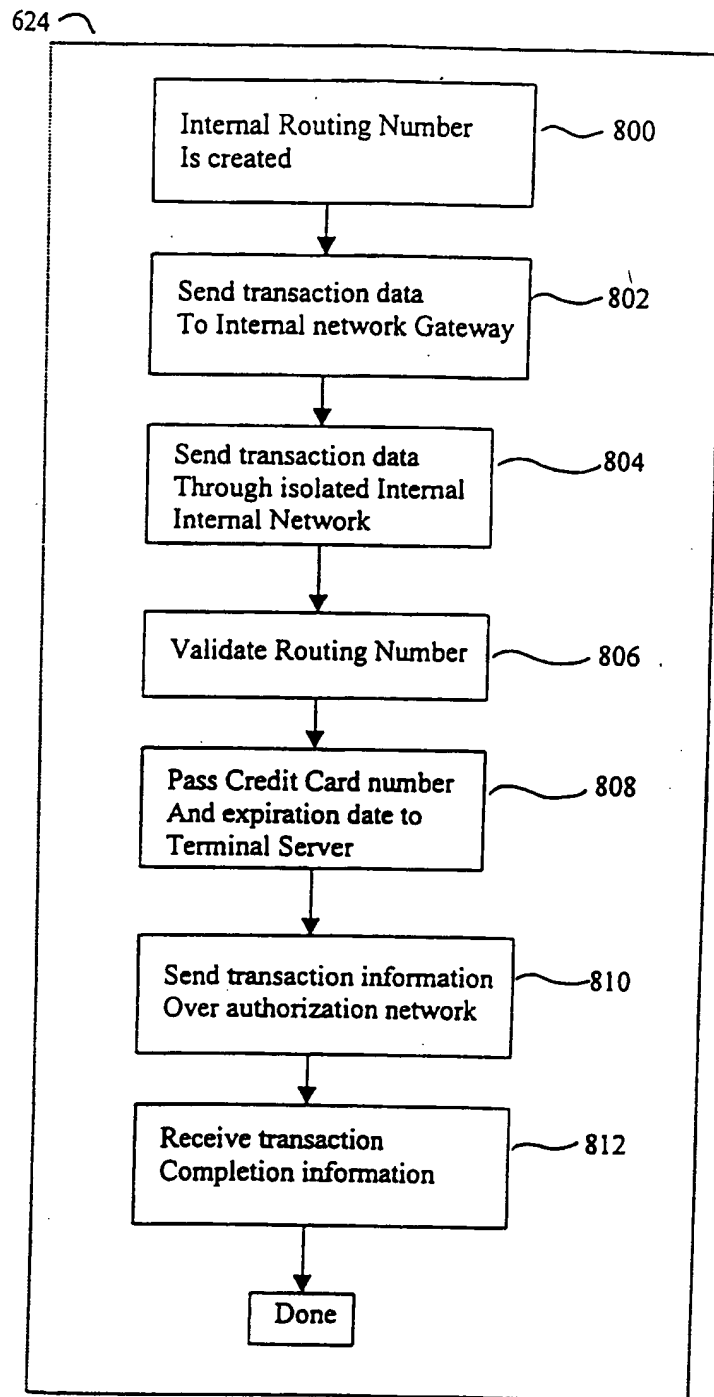 624
Internal Routing Number
Is created
800
Send transaction data
To Internal network Gateway
802
Send transaction data
Through isolated Internal
Internal Network
804
Validate Routing Number
806
Pass Credit Card number
And expiration date to
Terminal Server
808
Send transaction information
Over authorization network
810
Receive transaction
Completion information
812
Done